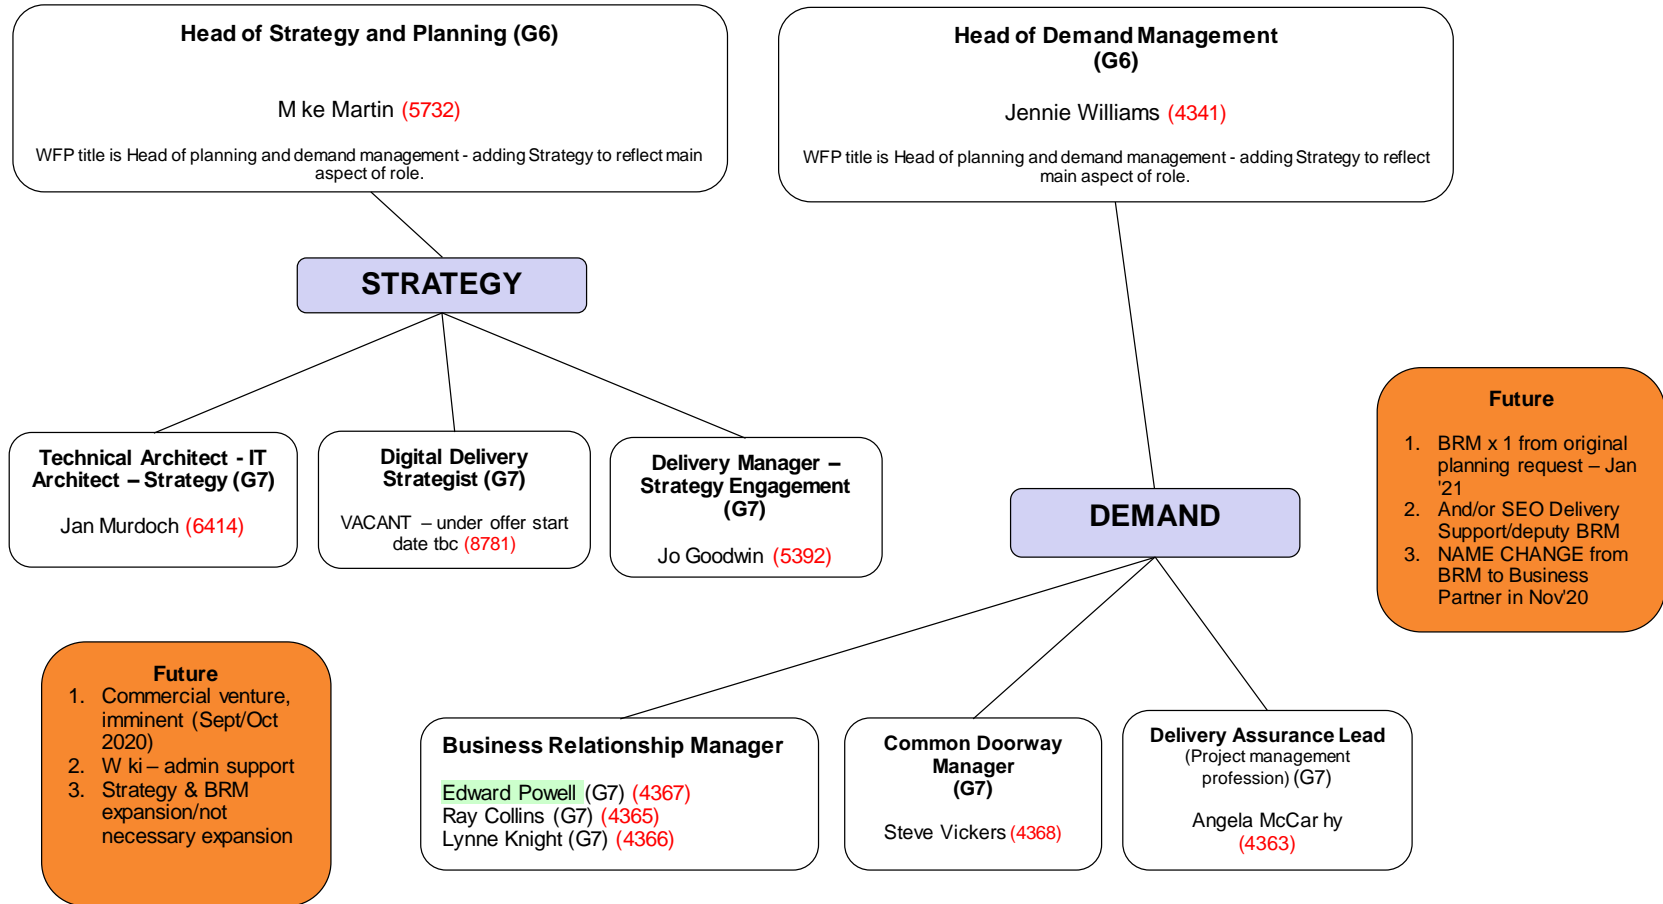 Head of Strategy and Planning (G6)
M ke Martin (5732)
WFP title is Head of planning and demand management - adding Strategy to reflect main
aspect of role.
Head of Demand Management
(G6)
Jennie Williams (4341)
WFP title is Head of planning and demand management - adding Strategy to reflect
main aspect of role.
STRATEGY
Technical Architect - IT
Architect – Strategy (G7)
Jan Murdoch (6414)
Digital Delivery
Strategist (G7)
VACANT – under offer start
date tbc (8781)
Delivery Manager –
Strategy Engagement
(G7)
Jo Goodwin (5392)
DEMAND
Future
1. BRM x 1 from original
planning request – Jan
'21
2. And/or SEO Delivery
Support/deputy BRM
3. NAME CHANGE from
BRM to Business
Partner in Nov'20
Future
1. Commercial venture,
imminent (Sept/Oct
2020)
2. W ki – admin support
3. Strategy & BRM
expansion/not
necessary expansion
Business Relationship Manager
Edward Powell (G7) (4367)
Ray Collins (G7) (4365)
Lynne Knight (G7) (4366)
Common Doorway
Manager
(G7)
Steve Vickers (4368)
Delivery Assurance Lead
(Project management
profession) (G7)
Angela McCar hy
(4363)